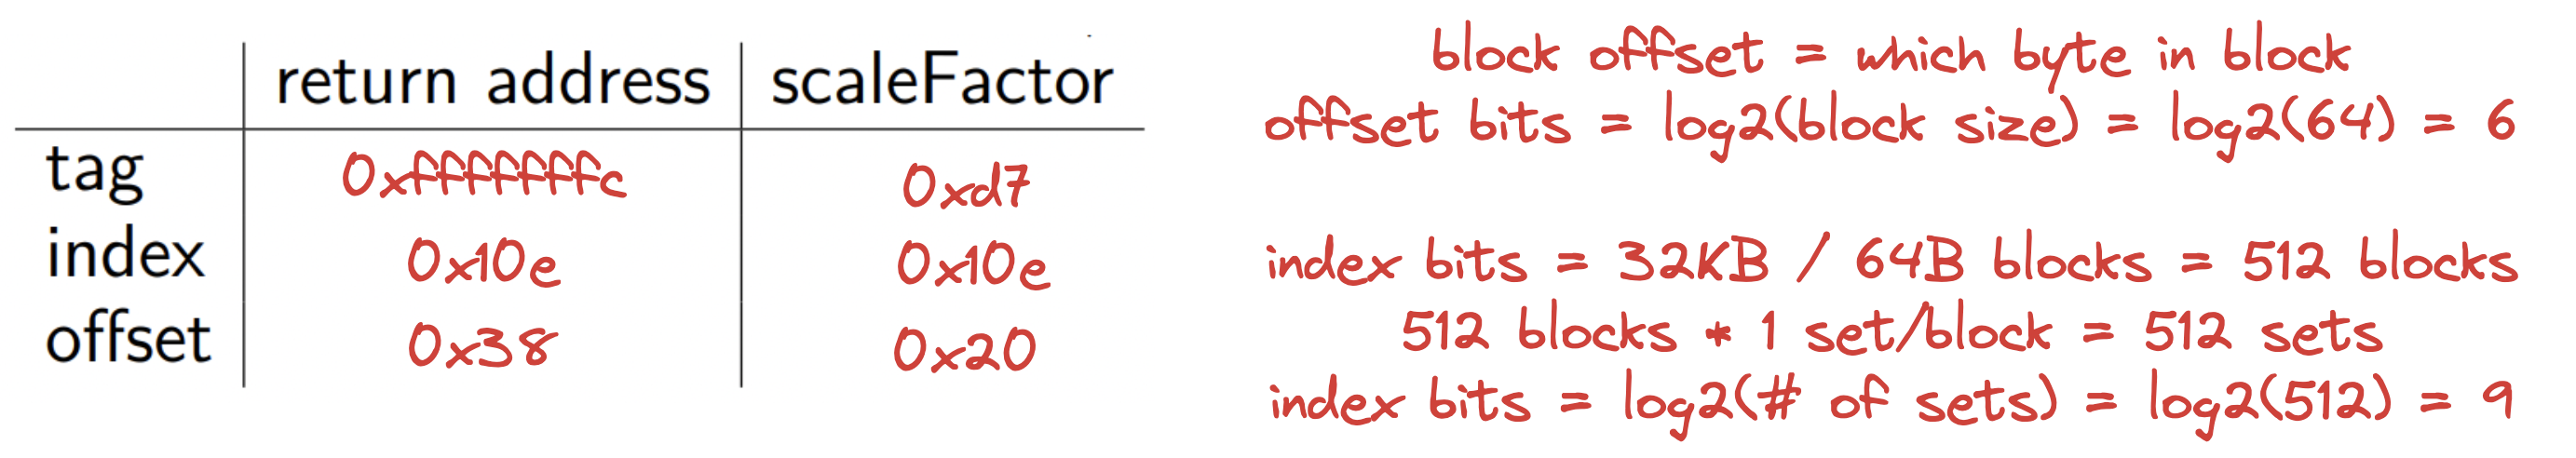 return address scaleFactor
tag 0xfffffffc 0xd7
index 0x10e 0x10e
offset 0x38 0x20
block offset = which byte in block
offset bits = log2(block size) = log2(64) = 6
index bits = 32KB / 64B blocks = 512 blocks
512 blocks * 1 set/block = 512 sets
index bits = log2(# of sets) = log2(512) = 9